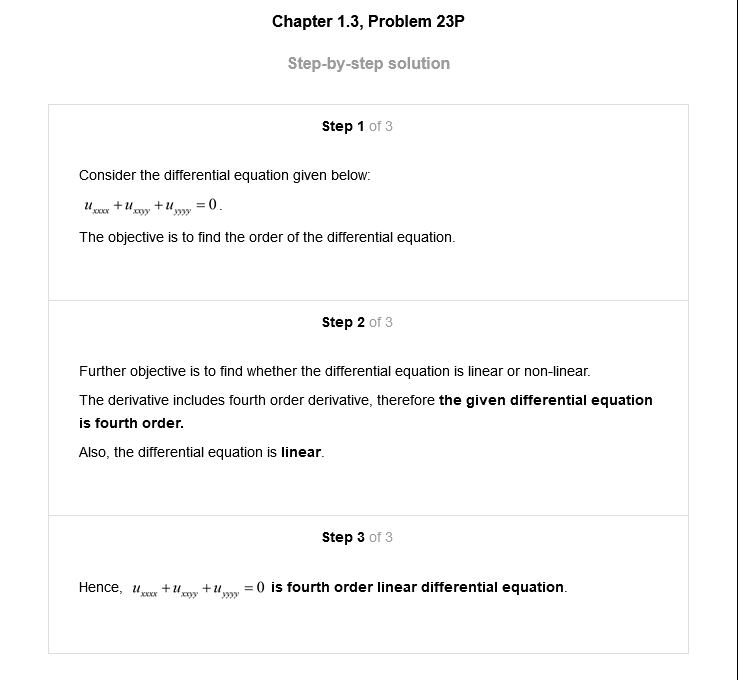 Chapter 1.3, Problem 23P
Step-by-step solution
Step 1 of 3
Consider the differential equation given below:
u_{xxxx} + u_{xxyy} + u_{yyyy} = 0.
The objective is to find the order of the differential equation.
Step 2 of 3
Further objective is to find whether the differential equation is linear or non-linear.
The derivative includes fourth order derivative, therefore the given differential equation
is fourth order.
Also, the differential equation is linear.
Step 3 of 3
Hence, u_{xxxx} + u_{xxyy} + u_{yyyy} = 0 is fourth order linear differential equation.